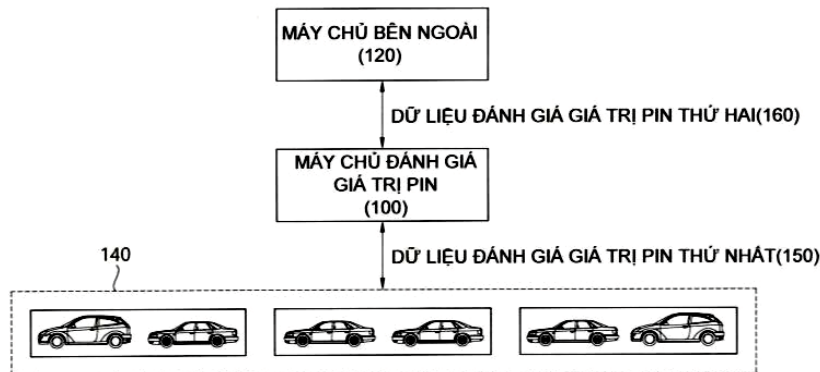 MÁY CHỦ BÊN NGOÀI
(120)
DỮ LIỆU ĐÁNH GIÁ GIÁ TRỊ PIN THỨ HAI(160)
MÁY CHỦ ĐÁNH GIÁ
GIÁ TRỊ PIN
(100)
DỮ LIỆU ĐÁNH GIÁ GIÁ TRỊ PIN THỨ NHẤT(150)
140